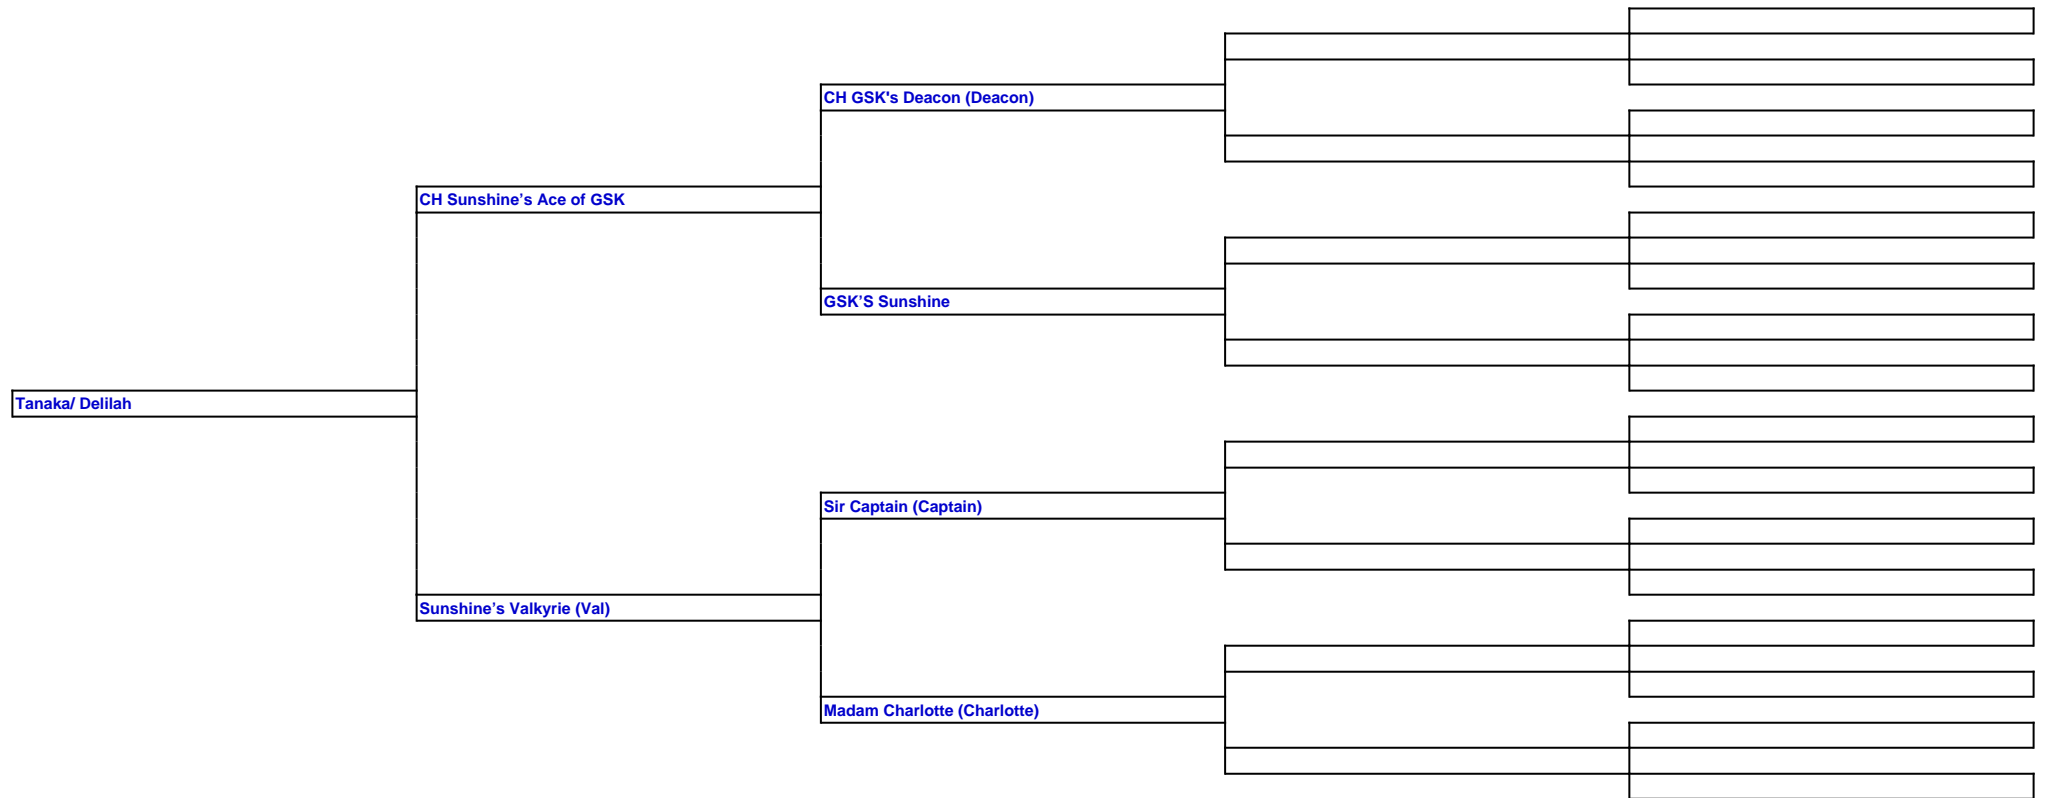 CH GSK's Deacon (Deacon)
CH Sunshine’s Ace of GSK
GSK’S Sunshine
Tanaka/ Delilah
Sir Captain (Captain)
Sunshine’s Valkyrie (Val)
Madam Charlotte (Charlotte)